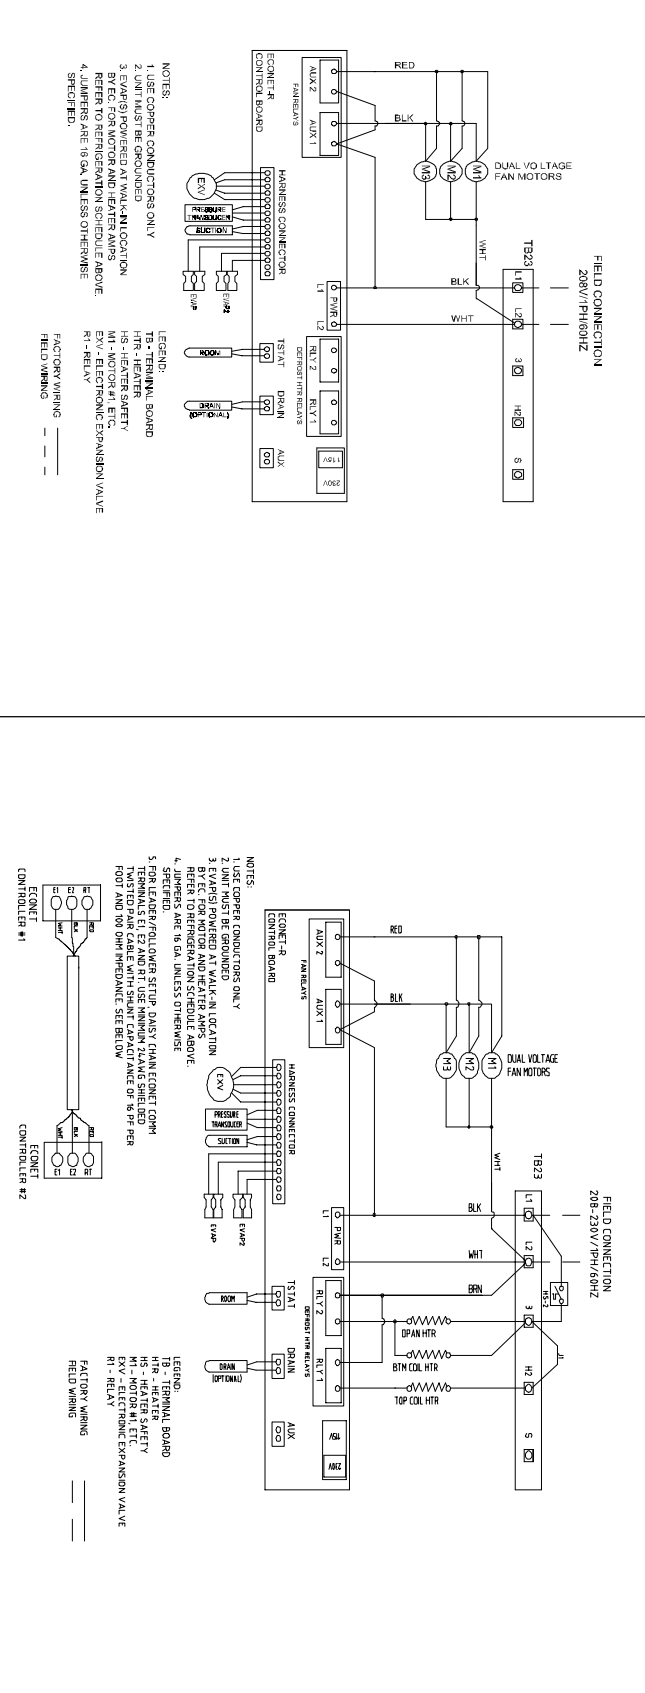 FIELD CONNECTION
208V/1PH/60HZ
TB23
L1
L2
3
H2
S
DUAL VOLTAGE
FAN MOTORS
M1
M2
M3
RED
BLK
WHT
BLK
WHT
AUX 2
AUX 1
FAN RELAYS
L1
PWR
L2
RLY 2
RLY 1
DEFROST HTR RELAYS
115V
230V
ECONET-R
CONTROL BOARD
HARNESS CONNECTOR
TSTAT
DRAIN
AUX
EXV
PRESSURE
TRANSDUCER
SUCTION
EVAP
EVAP2
ROOM
DRAIN
(OPTIONAL)
NOTES:
1. USE COPPER CONDUCTORS ONLY
2. UNIT MUST BE GROUNDED
3. EVAP(S) POWERED AT WALK-IN LOCATION
BY EC. FOR MOTOR AND HEATER AMPS
REFER TO REFRIGERATION SCHEDULE ABOVE.
4. JUMPERS ARE 16 GA. UNLESS OTHERWISE
SPECIFIED.
LEGEND:
TB - TERMINAL BOARD
HTR - HEATER
HS - HEATER SAFETY
M1 - MOTOR #1, ETC.
EXV - ELECTRONIC EXPANSION VALVE
R1 - RELAY
FACTORY WIRING
FIELD WIRING
FIELD CONNECTION
208-230V/1PH/60HZ
TB23
L1
L2
3
H2
S
HS-2
J1
DUAL VOLTAGE
FAN MOTORS
M1
M2
M3
RED
BLK
WHT
BLK
WHT
BRN
DPAN HTR
BTM COIL HTR
TOP COIL HTR
AUX 2
AUX 1
FAN RELAYS
L1
PWR
L2
RLY 2
RLY 1
DEFROST HTR RELAYS
115V
230V
ECONET-R
CONTROL BOARD
HARNESS CONNECTOR
TSTAT
DRAIN
AUX
EXV
PRESSURE
TRANSDUCER
SUCTION
EVAP
EVAP2
ROOM
DRAIN
(OPTIONAL)
NOTES:
1. USE COPPER CONDUCTORS ONLY
2. UNIT MUST BE GROUNDED
3. EVAP(S) POWERED AT WALK-IN LOCATION
BY EC. FOR MOTOR AND HEATER AMPS
REFER TO REFRIGERATION SCHEDULE ABOVE.
4. JUMPERS ARE 16 GA. UNLESS OTHERWISE
SPECIFIED.
5. FOR LEADER/FOLLOWER SETUP, DAISY CHAIN ECONET COMM
TERMINALS E1, E2 AND RT. USE MINIMUM 24AWG SHIELDED
TWISTED PAIR CABLE WITH SHUNT CAPACITANCE OF 16 PF PER
FOOT AND 100 OHM IMPEDANCE. SEE BELOW
LEGEND:
TB - TERMINAL BOARD
HTR - HEATER
HS - HEATER SAFETY
M1 - MOTOR #1, ETC.
EXV - ELECTRONIC EXPANSION VALVE
R1 - RELAY
FACTORY WIRING
FIELD WIRING
RT
E2
E1
RED
BLK
WHT
ECONET
CONTROLLER #1
RED
BLK
WHT
RT
E2
E1
ECONET
CONTROLLER #2